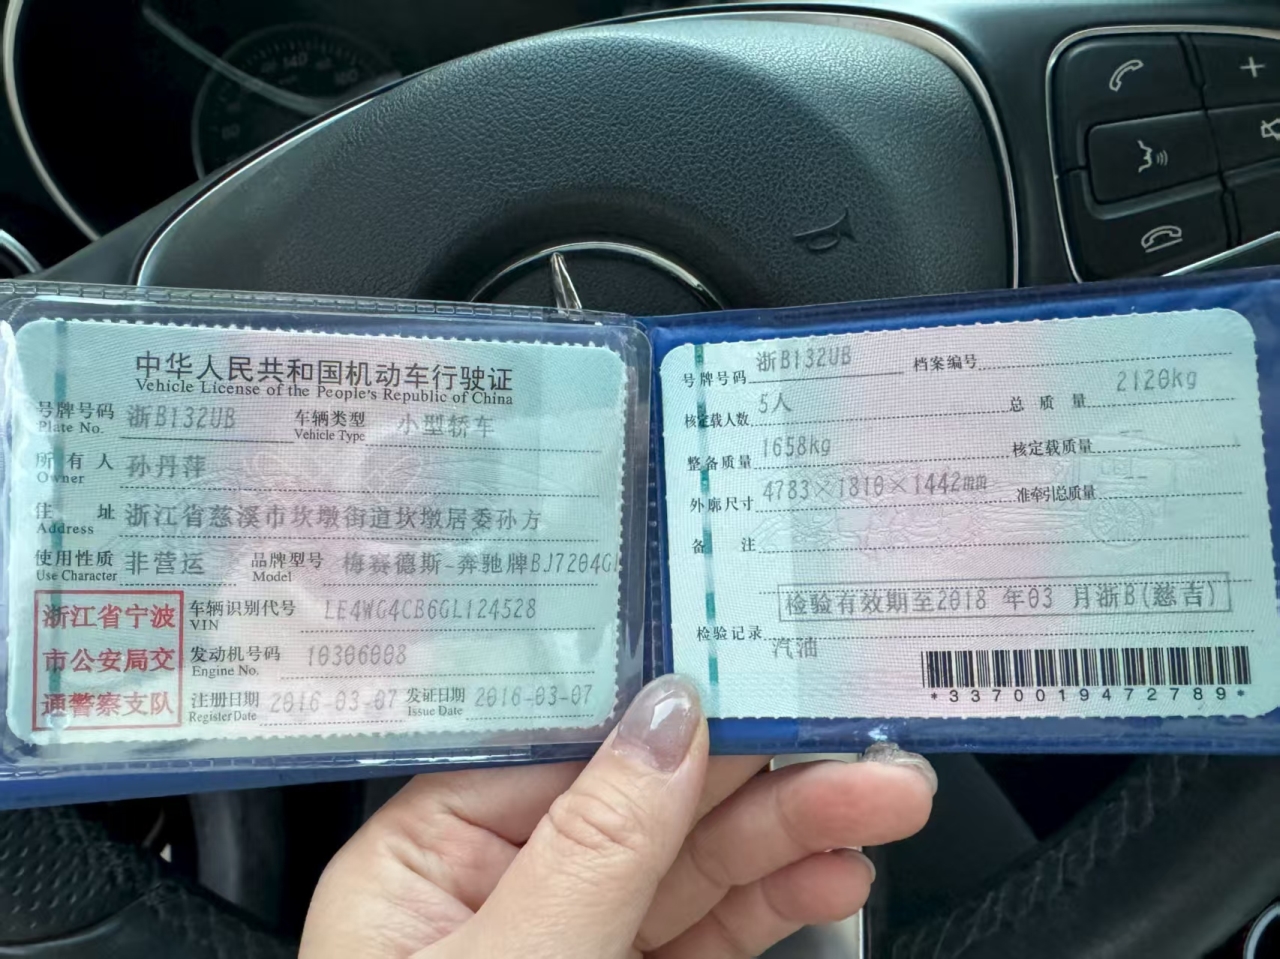 中华人民共和国机动车行驶证
Vehicle License of the People's Republic of China
号牌号码 浙B132UB 车辆类型 小型轿车
Plate No. Vehicle Type
所有人 孙丹萍
Owner
住址 浙江省慈溪市坎墩街道坎墩居委孙方
Address
使用性质 非营运 品牌型号 梅赛德斯-奔驰牌BJ7204G
Use Character Model
浙江省宁波
市公安局交
通警察支队
车辆识别代号 LE4WG4CB6GL124528
VIN
发动机号码 10306008
Engine No.
注册日期 2016-03-07 发证日期 2016-03-07
Register Date Issue Date
号牌号码 浙B132UB 档案编号
核定载人数 5人 总质量 2120kg
整备质量 1658kg 核定载质量 --
外廓尺寸 4783×1810×1442mm 准牵引总质量 --
备注
检验有效期至2018 年03 月浙B(慈吉)
检验记录
汽油
*3370019472789*
140
160
80